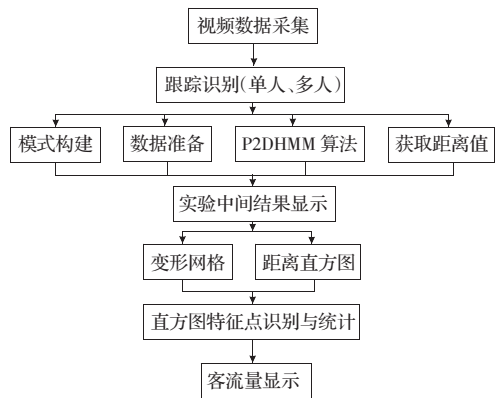 视频数据采集
跟踪识别(单人、多人)
模式构建
数据准备
P2DHMM 算法
获取距离值
实验中间结果显示
变形网格
距离直方图
直方图特征点识别与统计
客流量显示